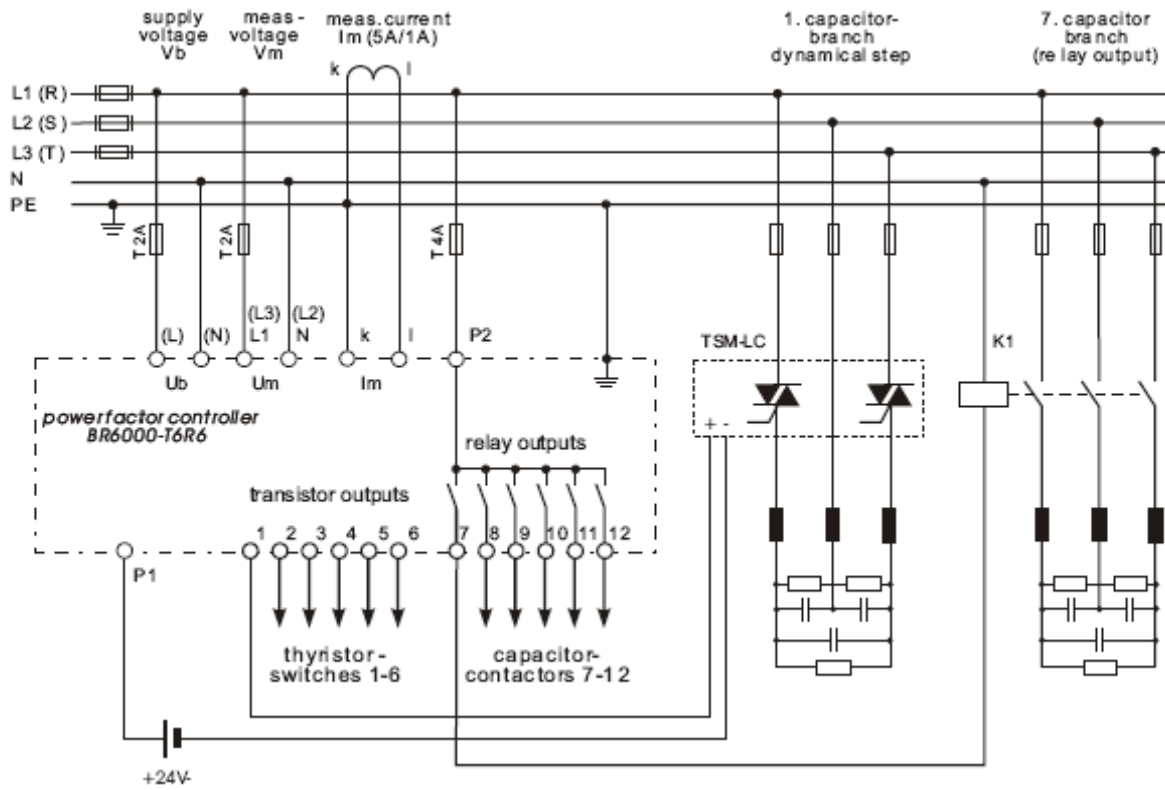 supply
voltage
Vb
meas-
voltage
Vm
meas.current
Im (5A/1A)
1. capacitor-
branch
dynamical step
7. capacitor
branch
(relay output)
k l
L1 (R)
L2 (S)
L3 (T)
N
PE
T2A
T2A
T4A
(L3) (L2)
(L) (N) L1 N k l P2
TSM-LC
K1
Ub Um Im
powerfactor controller
BR6000-T6R6
+ -
relay outputs
transistor outputs
1 2 3 4 5 6 7 8 9 10 11 12
P1
thyristor-
switches 1-6
capacitor-
contactors 7-12
+24V-